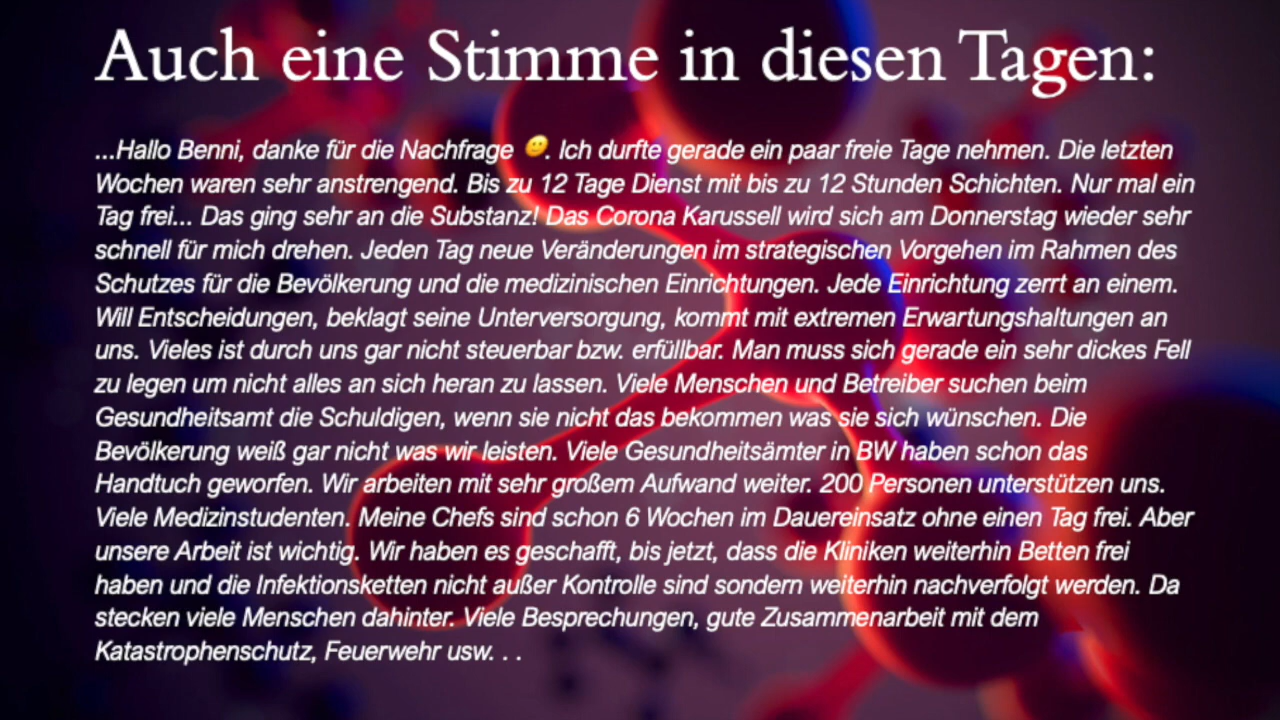 Auch eine Stimme in diesen Tagen:
...Hallo Benni, danke für die Nachfrage 🙂. Ich durfte gerade ein paar freie Tage nehmen. Die letzten
Wochen waren sehr anstrengend. Bis zu 12 Tage Dienst mit bis zu 12 Stunden Schichten. Nur mal ein
Tag frei... Das ging sehr an die Substanz! Das Corona Karussell wird sich am Donnerstag wieder sehr
schnell für mich drehen. Jeden Tag neue Veränderungen im strategischen Vorgehen im Rahmen des
Schutzes für die Bevölkerung und die medizinischen Einrichtungen. Jede Einrichtung zerrt an einem.
Will Entscheidungen, beklagt seine Unterversorgung, kommt mit extremen Erwartungshaltungen an
uns. Vieles ist durch uns gar nicht steuerbar bzw. erfüllbar. Man muss sich gerade ein sehr dickes Fell
zu legen um nicht alles an sich heran zu lassen. Viele Menschen und Betreiber suchen beim
Gesundheitsamt die Schuldigen, wenn sie nicht das bekommen was sie sich wünschen. Die
Bevölkerung weiß gar nicht was wir leisten. Viele Gesundheitsämter in BW haben schon das
Handtuch geworfen. Wir arbeiten mit sehr großem Aufwand weiter. 200 Personen unterstützen uns.
Viele Medizinstudenten. Meine Chefs sind schon 6 Wochen im Dauereinsatz ohne einen Tag frei. Aber
unsere Arbeit ist wichtig. Wir haben es geschafft, bis jetzt, dass die Kliniken weiterhin Betten frei
haben und die Infektionsketten nicht außer Kontrolle sind sondern weiterhin nachverfolgt werden. Da
stecken viele Menschen dahinter. Viele Besprechungen, gute Zusammenarbeit mit dem
Katastrophenschutz, Feuerwehr usw. . .